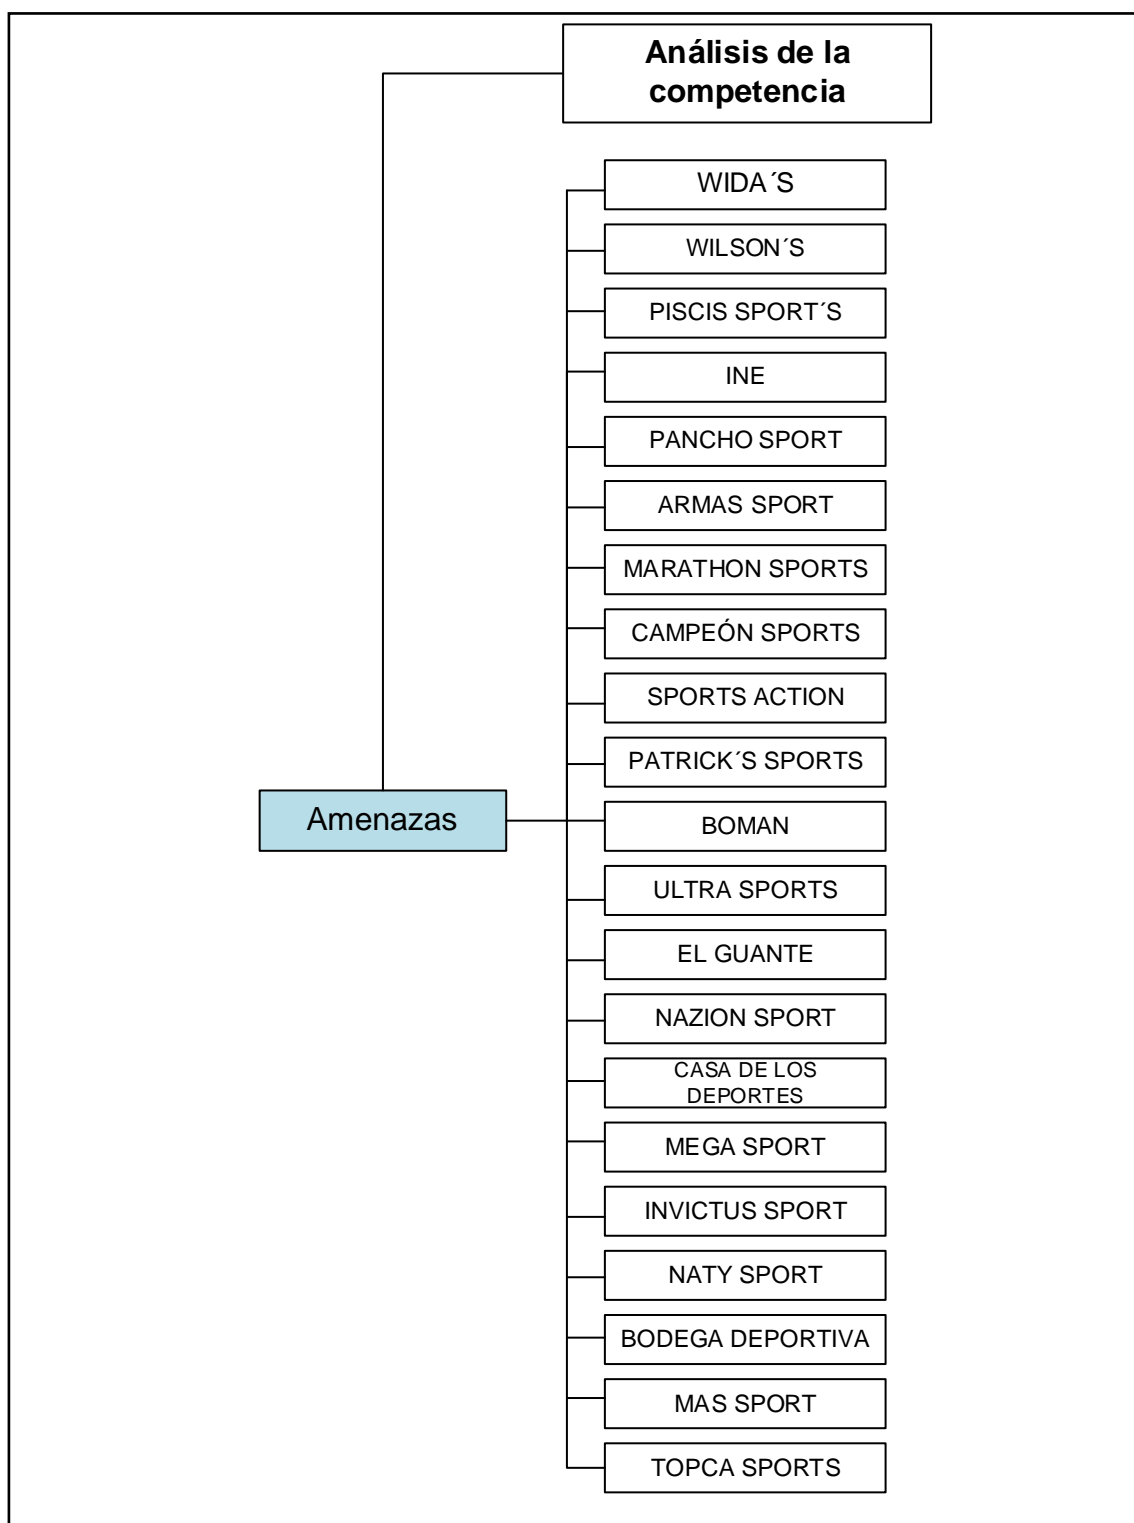 Análisis de la
competencia
WIDA´S
WILSON´S
PISCIS SPORT´S
INE
PANCHO SPORT
ARMAS SPORT
MARATHON SPORTS
CAMPEÓN SPORTS
SPORTS ACTION
PATRICK´S SPORTS
Amenazas
BOMAN
ULTRA SPORTS
EL GUANTE
NAZION SPORT
CASA DE LOS
DEPORTES
MEGA SPORT
INVICTUS SPORT
NATY SPORT
BODEGA DEPORTIVA
MAS SPORT
TOPCA SPORTS